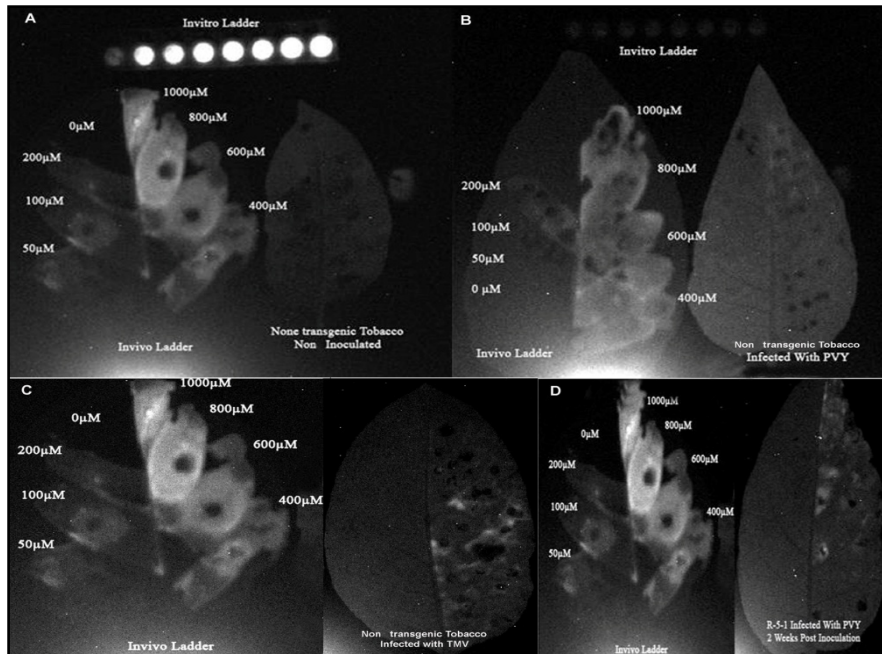 A
Invitro Ladder
1000µM
0µM
800µM
200µM
600µM
100µM
400µM
50µM
None transgenic Tobacco
Non Inoculated
Invivo Ladder
B
Invitro Ladder
1000µM
800µM
200µM
100µM
600µM
50µM
0 µM
400µM
Invivo Ladder
Non transgenic Tobacco
Infected With PVY
C
1000µM
0µM
800µM
200µM
600µM
100µM
400µM
50µM
Invivo Ladder
Non transgenic Tobacco
Infected with TMV
D
1000µM
0µM
800µM
200µM
600µM
100µM
400µM
50µM
Invivo Ladder
R-5-1 Infected With PVY
2 Weeks Post Inoculation